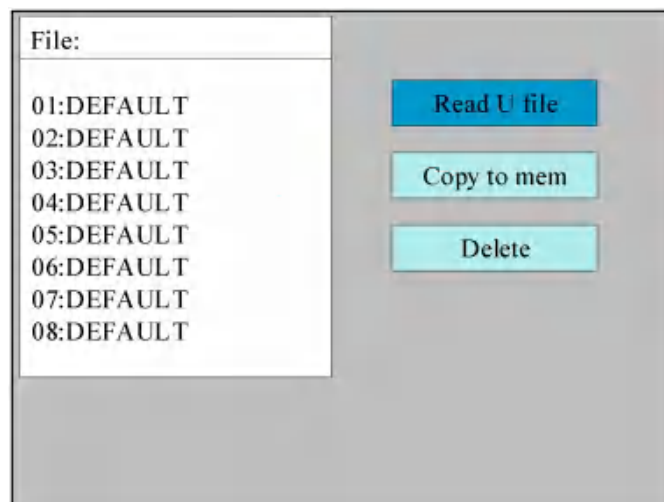 File:
01:DEFAULT
02:DEFAULT
03:DEFAULT
04:DEFAULT
05:DEFAULT
06:DEFAULT
07:DEFAULT
08:DEFAULT
Read U file
Copy to mem
Delete